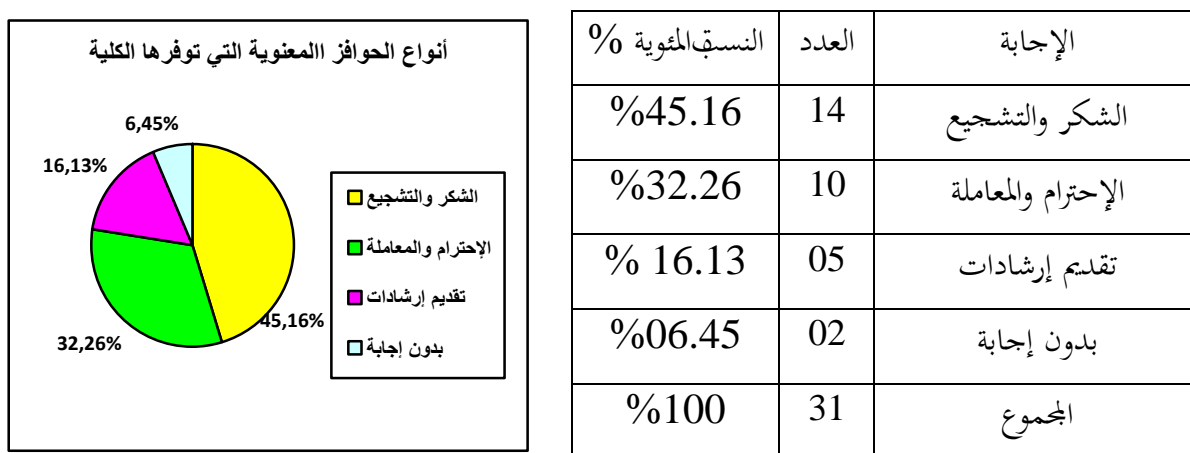 أنواع الحوافز االمعنوية التي توفرها الكلية
6,45%
16,13%
32,26%
45,16%
الشكر والتشجيع
الإحترام والمعاملة
تقديم إرشادات
بدون إجابة
الإجابة العدد النسبةالمئوية %
الشكر والتشجيع 14 %45.16
الإحترام والمعاملة 10 %32.26
تقديم إرشادات 05 % 16.13
بدون إجابة 02 %06.45
المجموع 31 %100